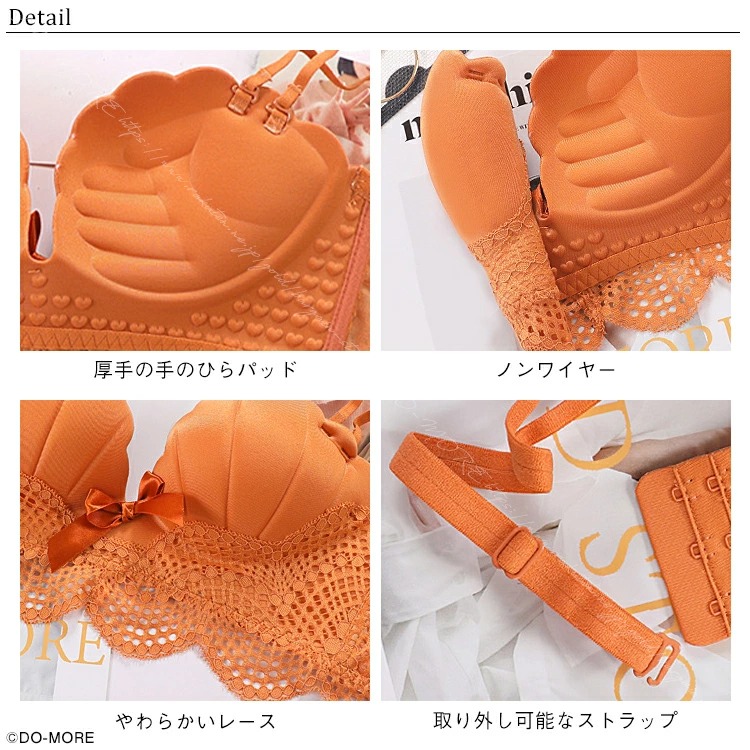 Detail
厚手の手のひらパッド
ノンワイヤー
ORE
やわらかいレース
ORE
取り外し可能なストラップ
©DO-MORE